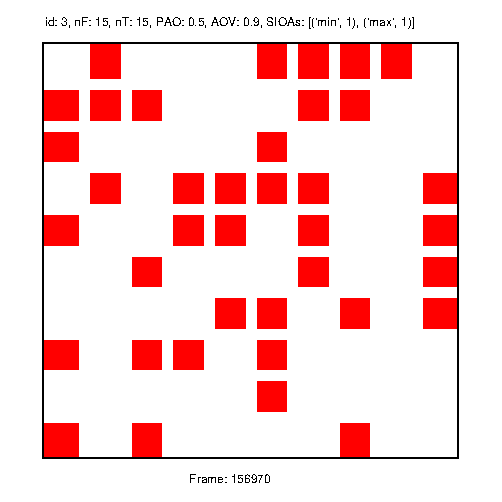 id: 3, nF: 15, nT: 15, PAO: 0.5, AOV: 0.9, SIOAs: [('min', 1), ('max', 1)]
Frame: 156970